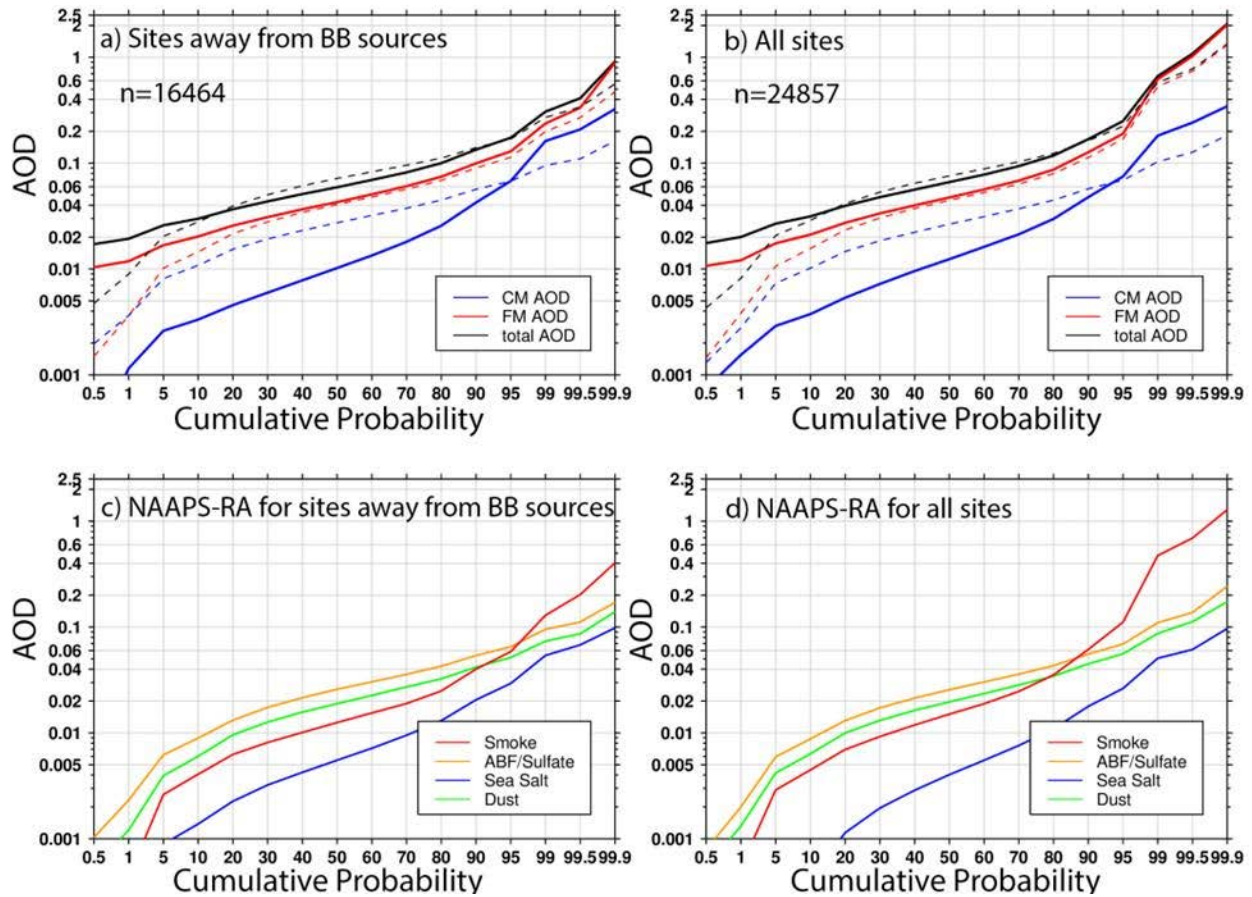 a) Sites away from BB sources
n=16464
AOD
2.5
2
1
0.6
0.4
0.2
0.1
0.06
0.04
0.02
0.01
0.005
0.001
CM AOD
FM AOD
total AOD
0.5 1 5 10 20 30 40 50 60 70 80 90 95 99 99.5 99.9
Cumulative Probability
b) All sites
n=24857
AOD
2.5
2
1
0.6
0.4
0.2
0.1
0.06
0.04
0.02
0.01
0.005
0.001
CM AOD
FM AOD
total AOD
0.5 1 5 10 20 30 40 50 60 70 80 90 95 99 99.5 99.9
Cumulative Probability
c) NAAPS-RA for sites away from BB sources
AOD
2.5
2
1
0.6
0.4
0.2
0.1
0.06
0.04
0.02
0.01
0.005
0.001
Smoke
ABF/Sulfate
Sea Salt
Dust
0.5 1 5 10 20 30 40 50 60 70 80 90 95 99 99.5 99.9
Cumulative Probability
d) NAAPS-RA for all sites
AOD
2.5
2
1
0.6
0.4
0.2
0.1
0.06
0.04
0.02
0.01
0.005
0.001
Smoke
ABF/Sulfate
Sea Salt
Dust
0.5 1 5 10 20 30 40 50 60 70 80 90 95 99 99.5 99.9
Cumulative Probability